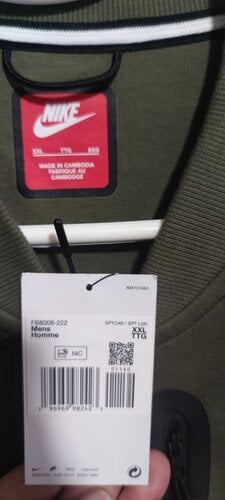 NIKE
XXL TTG EEG
MADE IN CAMBODIA
FABRIQUÉ AU
CAMBODGE
FB8008-222
Mens
Homme
SPTCAS / SPT LSR
XXL
TTG
NIC
01160